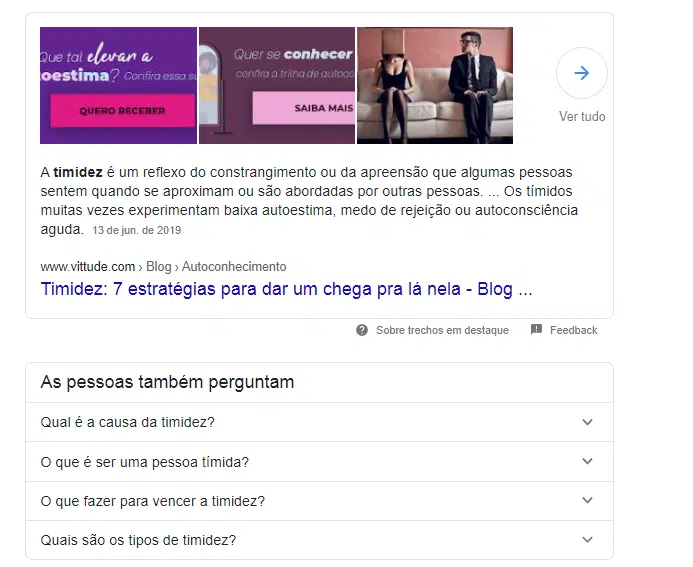 Que tal elevar a
toestima? Confira essa su
QUERO RECEBER
Quer se conhecer
confira a trilha de autoco
SAIBA MAIS
Ver tudo
A timidez é um reflexo do constrangimento ou da apreensão que algumas pessoas
sentem quando se aproximam ou são abordadas por outras pessoas. ... Os tímidos
muitas vezes experimentam baixa autoestima, medo de rejeição ou autoconsciência
aguda. 13 de jun. de 2019
www.vittude.com › Blog › Autoconhecimento
Timidez: 7 estratégias para dar um chega pra lá nela - Blog ...
Sobre trechos em destaque
Feedback
As pessoas também perguntam
Qual é a causa da timidez?
O que é ser uma pessoa tímida?
O que fazer para vencer a timidez?
Quais são os tipos de timidez?